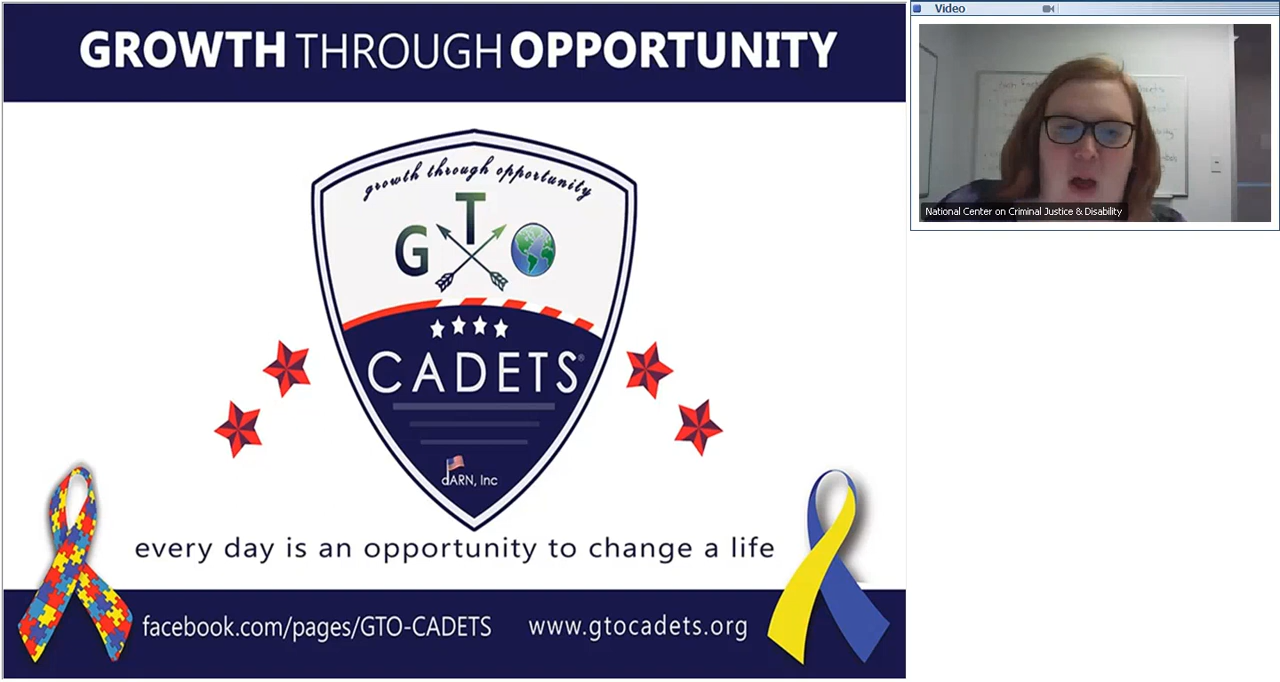 GROWTH THROUGH OPPORTUNITY
growth through opportunity
G T
CADETS®
dARN, Inc
every day is an opportunity to change a life
facebook.com/pages/GTO-CADETS www.gtocadets.org
Video
National Center on Criminal Justice & Disability